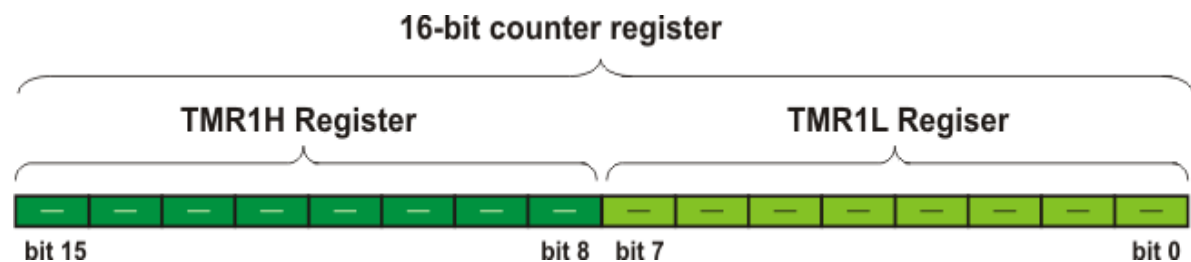 16-bit counter register
TMR1H Register TMR1L Regiser
bit 15 bit 8 bit 7 bit 0